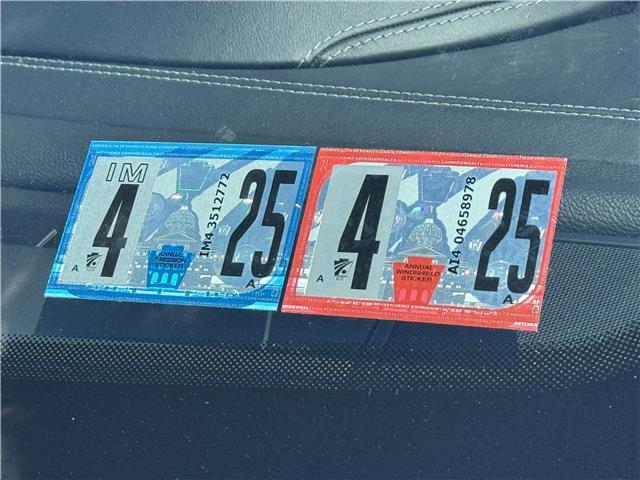 IM
4
25
IM4 3512772
ANNUAL
EMISSION
STICKER
A
A
4
25
AI4 04658978
ANNUAL
WINDSHIELD
STICKER
A
A